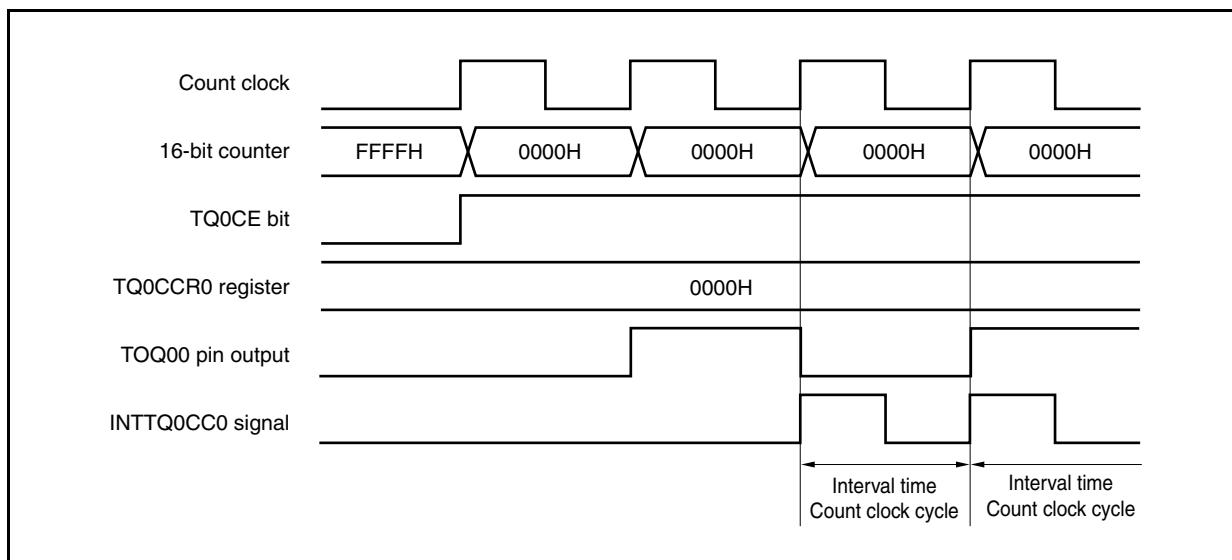 Count clock
16-bit counter
FFFFH 0000H 0000H 0000H 0000H
TQ0CE bit
TQ0CCR0 register
0000H
TOQ00 pin output
INTTQ0CC0 signal
Interval time
Count clock cycle
Interval time
Count clock cycle